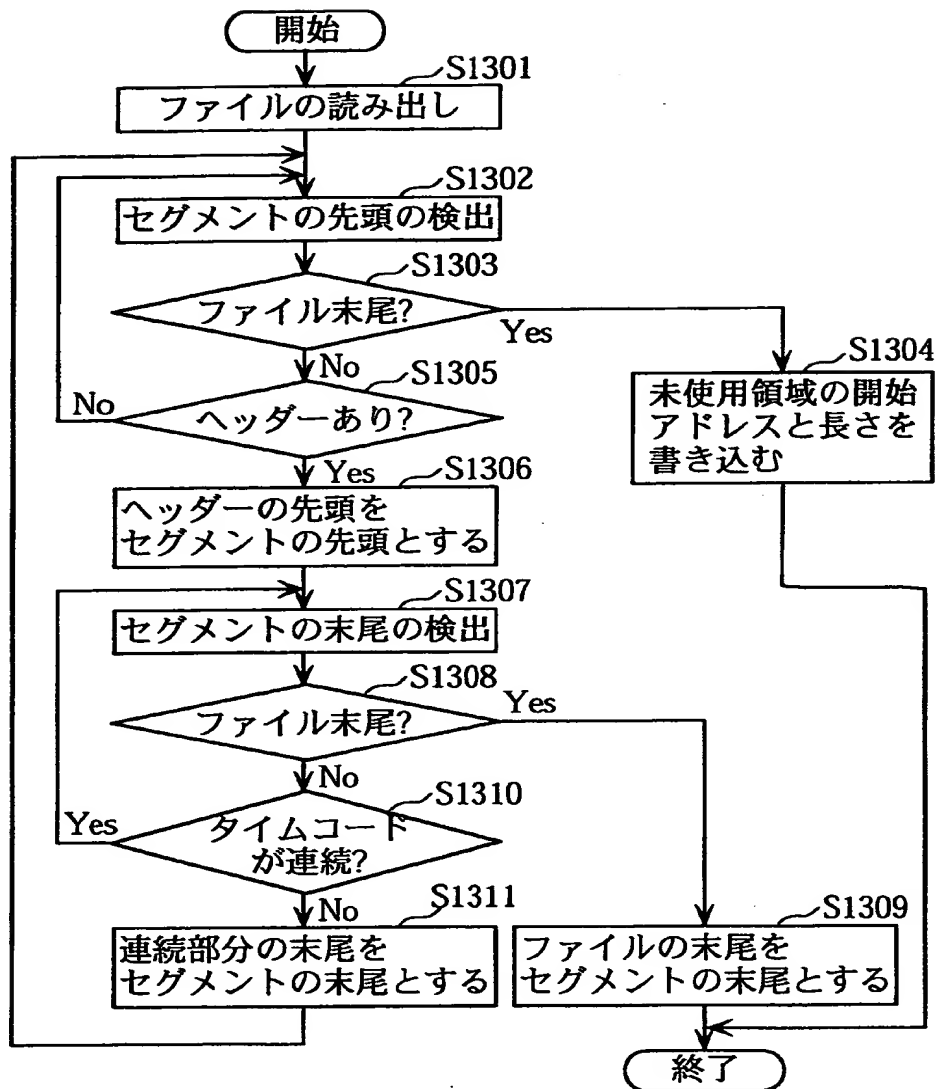 開始
S1301
ファイルの読み出し
S1302
セグメントの先頭の検出
S1303
ファイル末尾?
Yes
No
S1304
未使用領域の開始
アドレスと長さを
書き込む
S1305
No
ヘッダーあり?
Yes
S1306
ヘッダーの先頭を
セグメントの先頭とする
S1307
セグメントの末尾の検出
S1308
ファイル末尾?
Yes
No
S1310
Yes
タイムコード
が連続?
No
S1311
連続部分の末尾を
セグメントの末尾とする
S1309
ファイルの末尾を
セグメントの末尾とする
終了